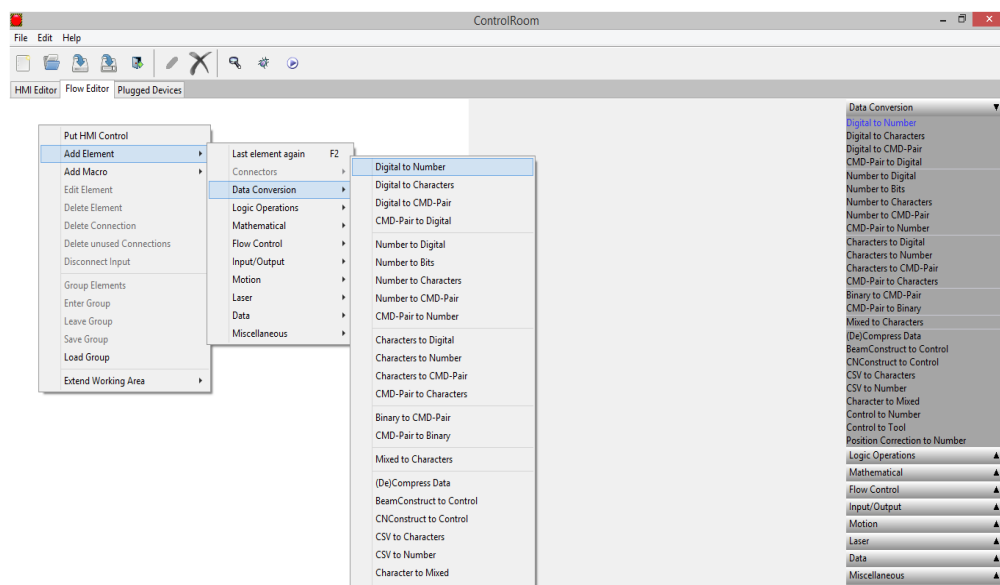 ControlRoom
File Edit Help
HMI Editor Flow Editor Plugged Devices
Put HMI Control
Add Element
Add Macro
Edit Element
Delete Element
Delete Connection
Delete unused Connections
Disconnect Input
Group Elements
Enter Group
Leave Group
Save Group
Load Group
Extend Working Area
Last element again F2
Connectors
Data Conversion
Logic Operations
Mathematical
Flow Control
Input/Output
Motion
Laser
Data
Miscellaneous
Digital to Number
Digital to Characters
Digital to CMD-Pair
CMD-Pair to Digital
Number to Digital
Number to Bits
Number to Characters
Number to CMD-Pair
CMD-Pair to Number
Characters to Digital
Characters to Number
Characters to CMD-Pair
CMD-Pair to Characters
Binary to CMD-Pair
CMD-Pair to Binary
Mixed to Characters
(De)Compress Data
BeamConstruct to Control
CNConstruct to Control
CSV to Characters
CSV to Number
Character to Mixed
Data Conversion
Digital to Number
Digital to Characters
Digital to CMD-Pair
CMD-Pair to Digital
Number to Digital
Number to Bits
Number to Characters
Number to CMD-Pair
CMD-Pair to Number
Characters to Digital
Characters to Number
Characters to CMD-Pair
CMD-Pair to Characters
Binary to CMD-Pair
CMD-Pair to Binary
Mixed to Characters
(De)Compress Data
BeamConstruct to Control
CNConstruct to Control
CSV to Characters
CSV to Number
Character to Mixed
Control to Number
Control to Tool
Position Correction to Number
Logic Operations
Mathematical
Flow Control
Input/Output
Motion
Laser
Data
Miscellaneous